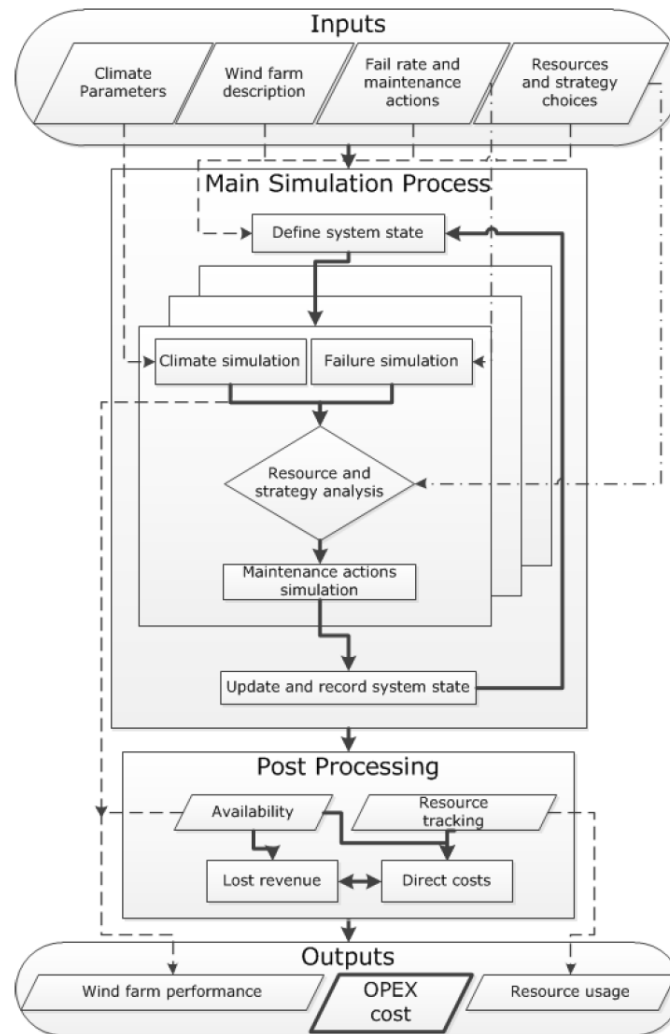 Inputs
Climate
Parameters
Wind farm
description
Fail rate and
maintenance
actions
Resources
and strategy
choices
Main Simulation Process
Define system state
Climate simulation
Failure simulation
Resource and
strategy analysis
Maintenance actions
simulation
Update and record system state
Post Processing
Availability
Resource
tracking
Lost revenue
Direct costs
Outputs
Wind farm performance
OPEX
cost
Resource usage